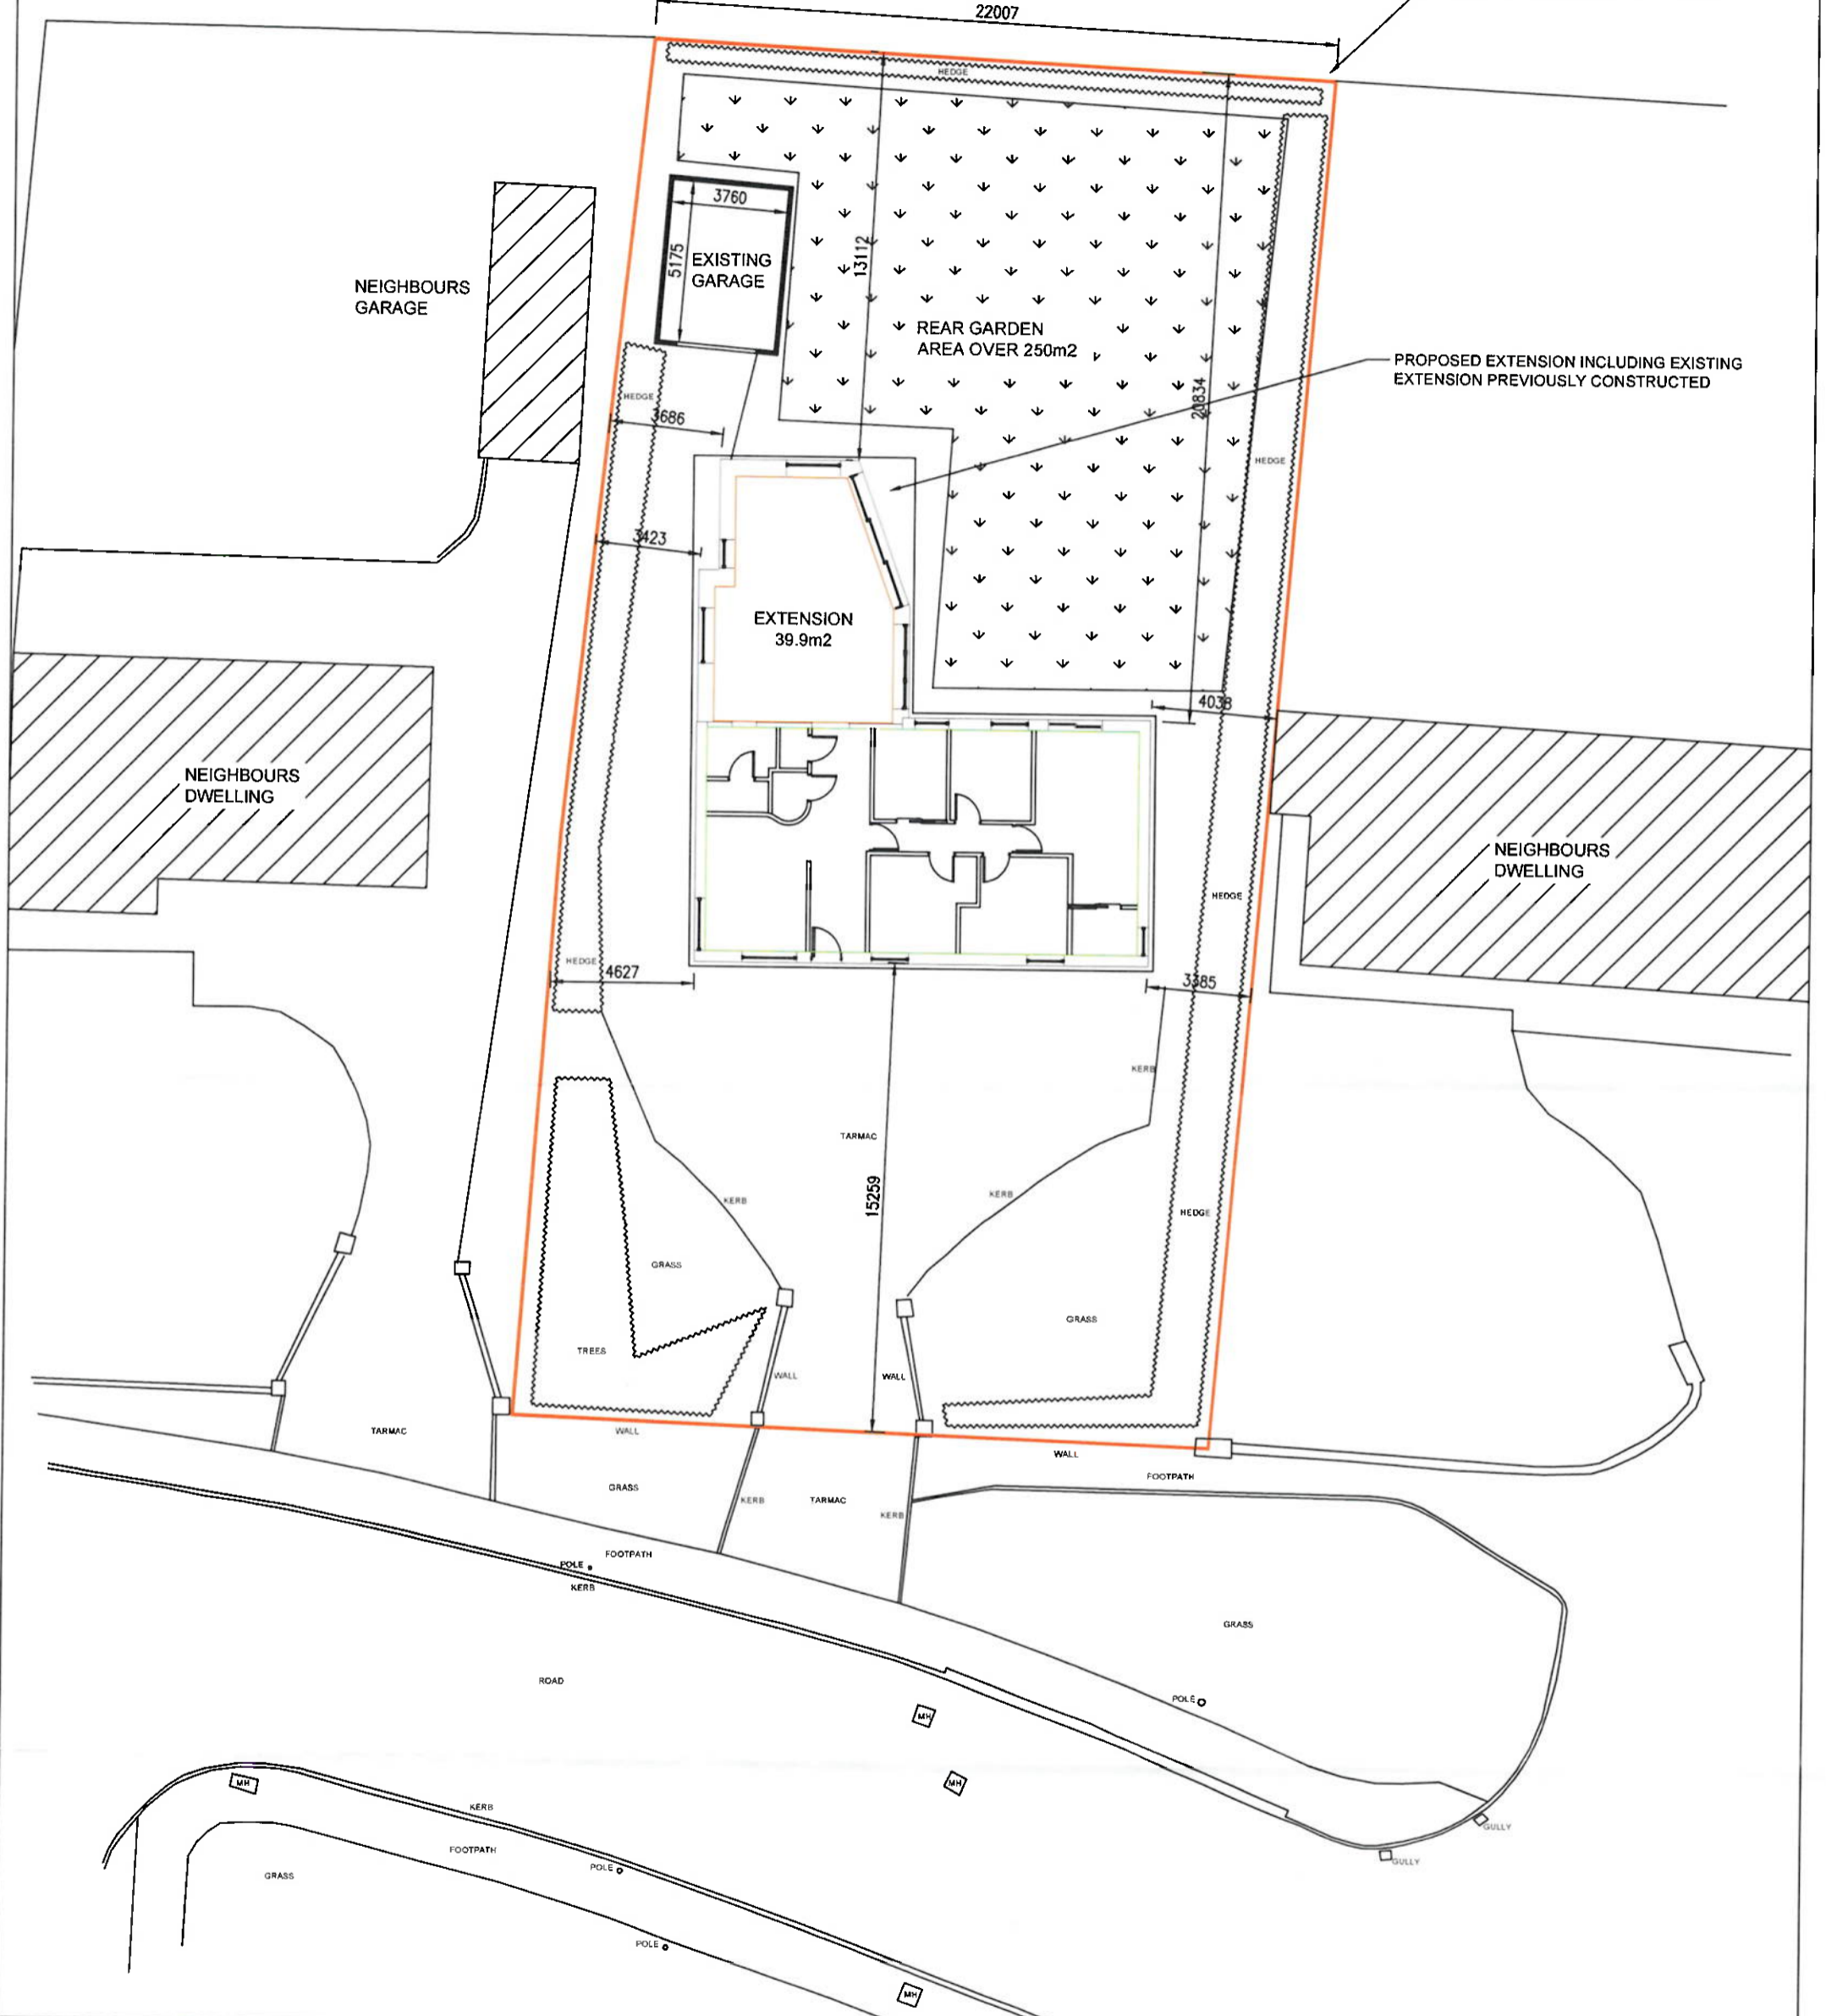 22007
HEDGE
3760
5175
EXISTING
GARAGE
13112
NEIGHBOURS
GARAGE
REAR GARDEN
AREA OVER 250m2
PROPOSED EXTENSION INCLUDING EXISTING
EXTENSION PREVIOUSLY CONSTRUCTED
20834
HEDGE
3686
HEDGE
3423
EXTENSION
39.9m2
4038
NEIGHBOURS
DWELLING
NEIGHBOURS
DWELLING
HEDGE
HEDGE
4627
3385
KERB
TARMAC
15259
KERB
KERB
HEDGE
GRASS
GRASS
TREES
WALL
WALL
TARMAC
WALL
WALL
FOOTPATH
GRASS
KERB
TARMAC
KERB
FOOTPATH
POLE
KERB
GRASS
ROAD
POLE
MH
MH
MH
KERB
GULLY
FOOTPATH
GULLY
POLE
GRASS
POLE
MH